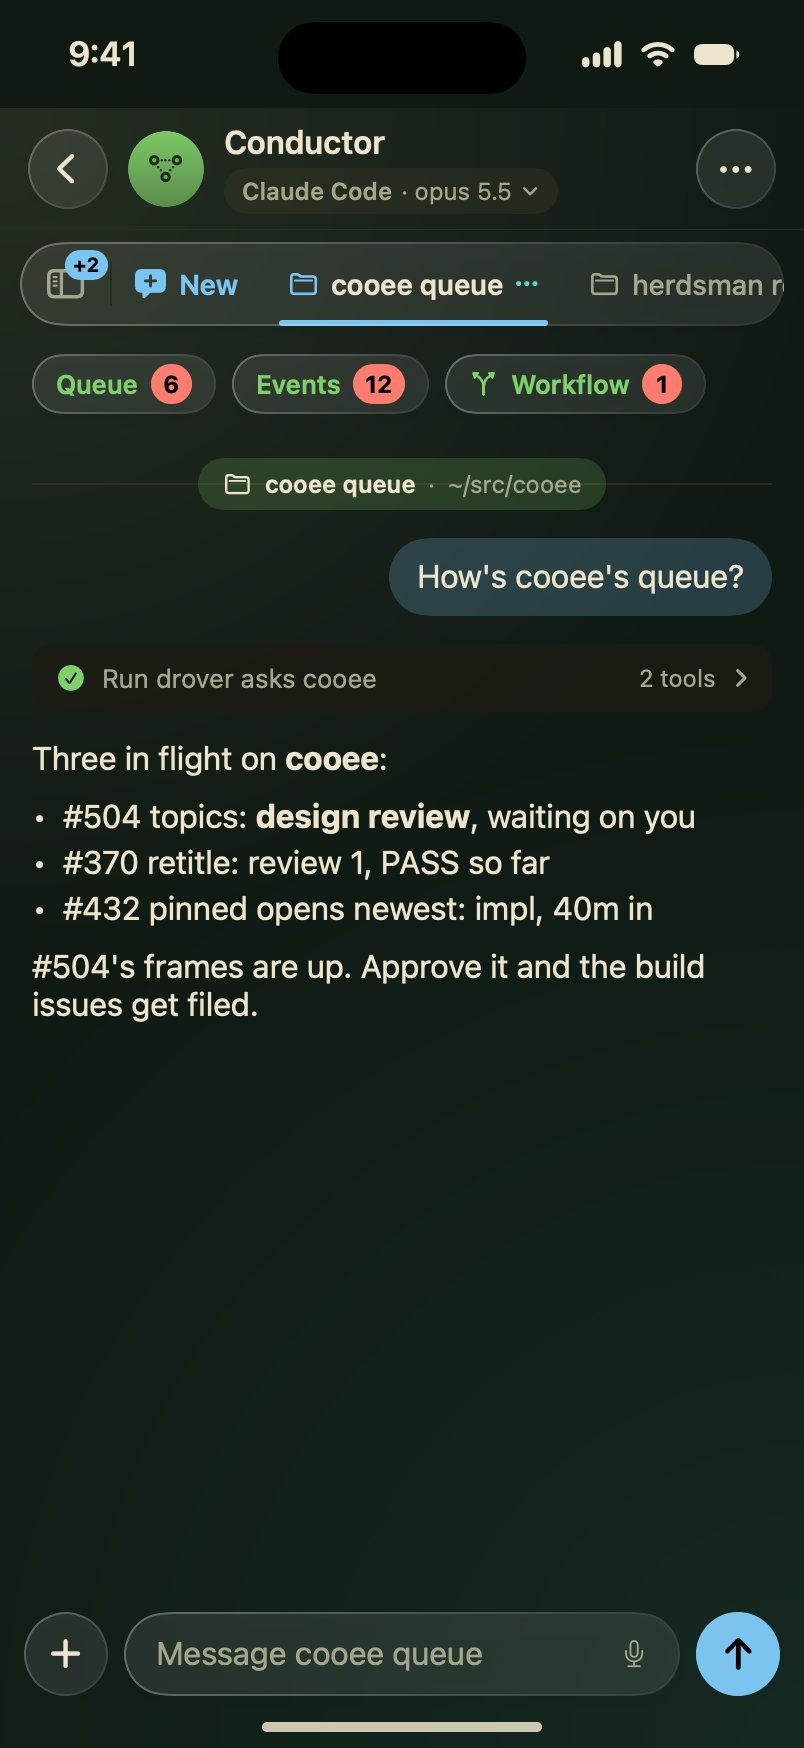 9:41
Conductor
Claude Code · opus 5.5
+2
New
cooee queue ···
herdsman r
Queue 6
Events 12
Workflow 1
cooee queue · ~/src/cooee
How's cooee's queue?
Run drover asks cooee
2 tools
Three in flight on cooee:
• #504 topics: design review, waiting on you
• #370 retitle: review 1, PASS so far
• #432 pinned opens newest: impl, 40m in
#504's frames are up. Approve it and the build
issues get filed.
Message cooee queue